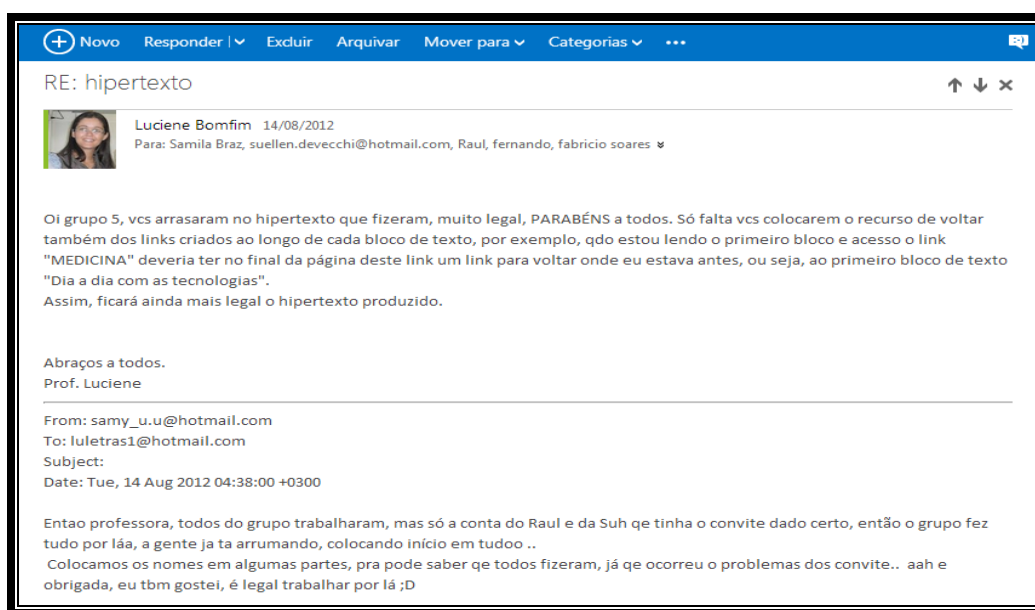 Novo Responder Excluir Arquivar Mover para Categorias •••
RE: hipertexto
Luciene Bomfim 14/08/2012
Para: Samila Braz, suellen.devecchi@hotmail.com, Raul, fernando, fabricio soares
Oi grupo 5, vcs arrasaram no hipertexto que fizeram, muito legal, PARABÉNS a todos. Só falta vcs colocarem o recurso de voltar
também dos links criados ao longo de cada bloco de texto, por exemplo, qdo estou lendo o primeiro bloco e acesso o link
"MEDICINA" deveria ter no final da página deste link um link para voltar onde eu estava antes, ou seja, ao primeiro bloco de texto
"Dia a dia com as tecnologias".
Assim, ficará ainda mais legal o hipertexto produzido.
Abraços a todos.
Prof. Luciene
From: samy_u.u@hotmail.com
To: luletras1@hotmail.com
Subject:
Date: Tue, 14 Aug 2012 04:38:00 +0300
Entao professora, todos do grupo trabalharam, mas só a conta do Raul e da Suh qe tinha o convite dado certo, então o grupo fez
tudo por láa, a gente ja ta arrumando, colocando início em tudoo ..
Colocamos os nomes em algumas partes, pra pode saber qe todos fizeram, já qe ocorreu o problemas dos convite.. aah e
obrigada, eu tbm gostei, é legal trabalhar por lá ;D